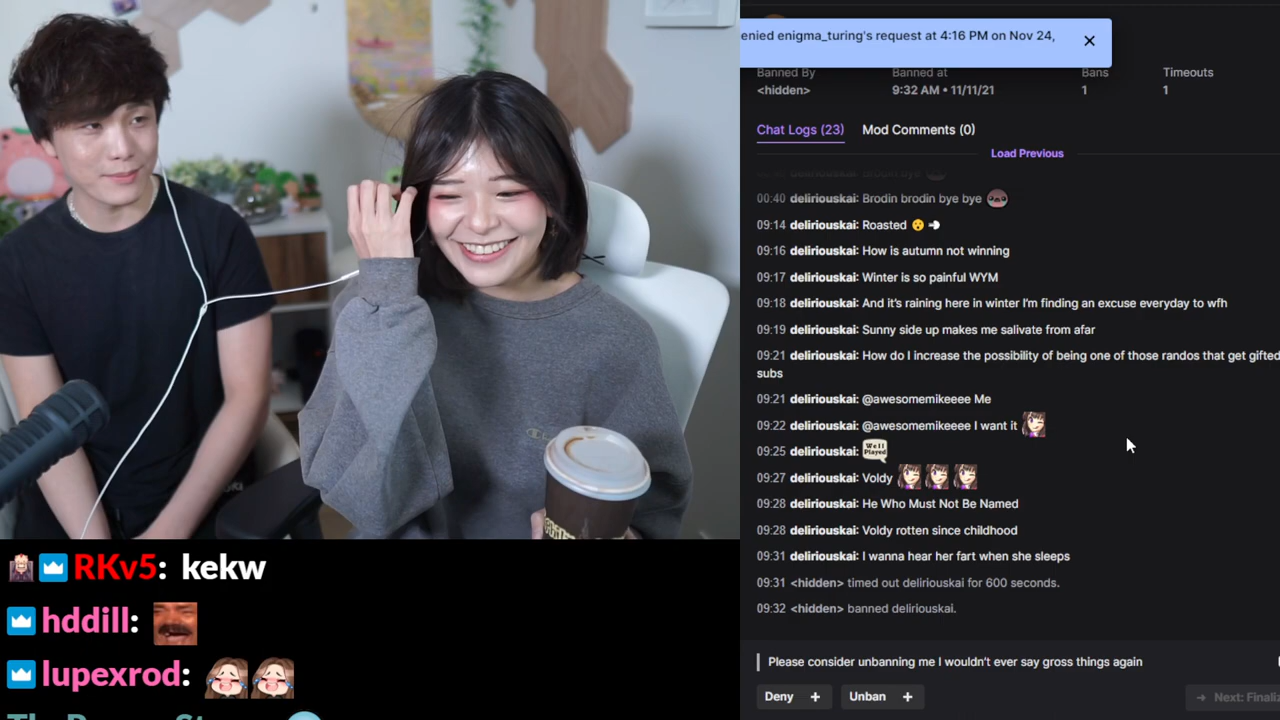 enied enigma_turing's request at 4:16 PM on Nov 24,
Banned By Banned at Bans Timeouts
<hidden> 9:32 AM • 11/11/21 1 1
Chat Logs (23) Mod Comments (0)
Load Previous
00:40 deliriouskai: Brodin brodin bye bye
09:14 deliriouskai: Roasted 😮💨
09:16 deliriouskai: How is autumn not winning
09:17 deliriouskai: Winter is so painful WYM
09:18 deliriouskai: And it's raining here in winter I'm finding an excuse everyday to wfh
09:19 deliriouskai: Sunny side up makes me salivate from afar
09:21 deliriouskai: How do I increase the possibility of being one of those randos that get gifted
subs
09:21 deliriouskai: @awesomemikeeee Me
09:22 deliriouskai: @awesomemikeeee I want it
09:25 deliriouskai: Well Played
09:27 deliriouskai: Voldy
09:28 deliriouskai: He Who Must Not Be Named
09:28 deliriouskai: Voldy rotten since childhood
09:31 deliriouskai: I wanna hear her fart when she sleeps
09:31 <hidden> timed out deliriouskai for 600 seconds.
09:32 <hidden> banned deliriouskai.
Please consider unbanning me I wouldn't ever say gross things again
Deny + Unban + → Next: Finaliz
RKv5: kekw
hddill:
lupexrod: